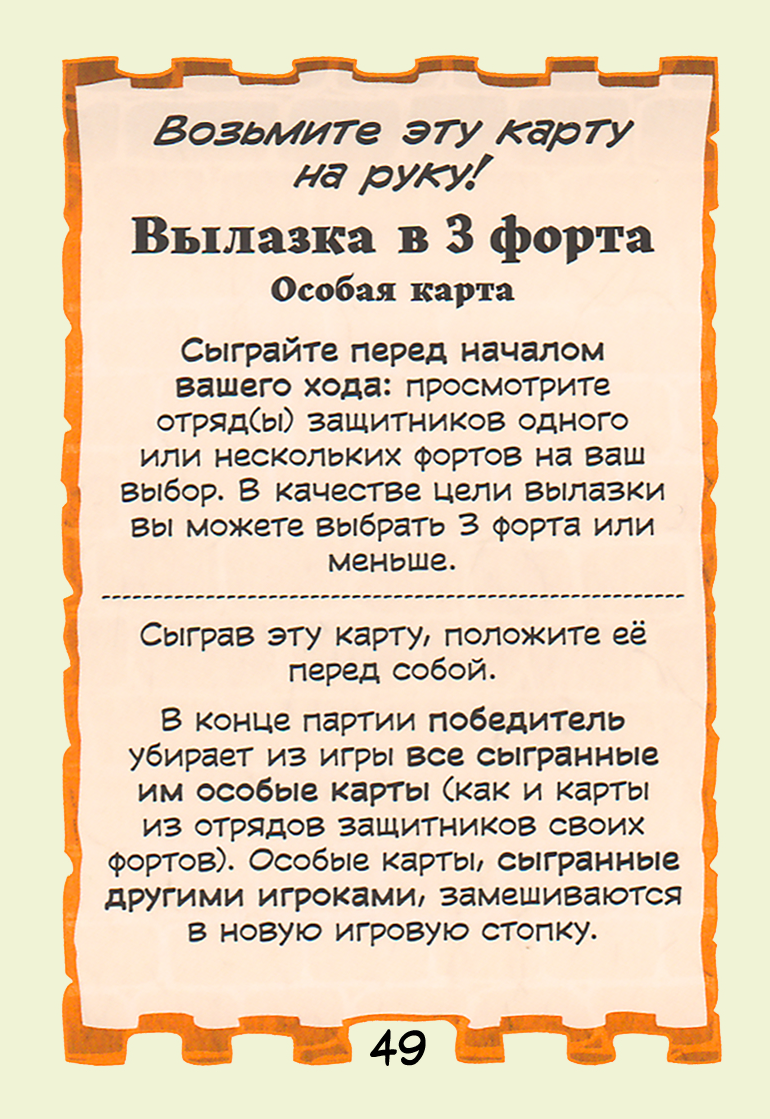 Возьмите эту карту
на руку!
Вылазка в 3 форта
Особая карта
Сыграйте перед началом
вашего хода: просмотрите
отряд(ы) защитников одного
или нескольких фортов на ваш
выбор. В качестве цели вылазки
вы можете выбрать 3 форта или
меньше.
Сыграв эту карту, положите её
перед собой.
В конце партии победитель
убирает из игры все сыгранные
им особые карты (как и карты
из отрядов защитников своих
фортов). Особые карты, сыгранные
другими игроками, замешиваются
в новую игровую стопку.
49